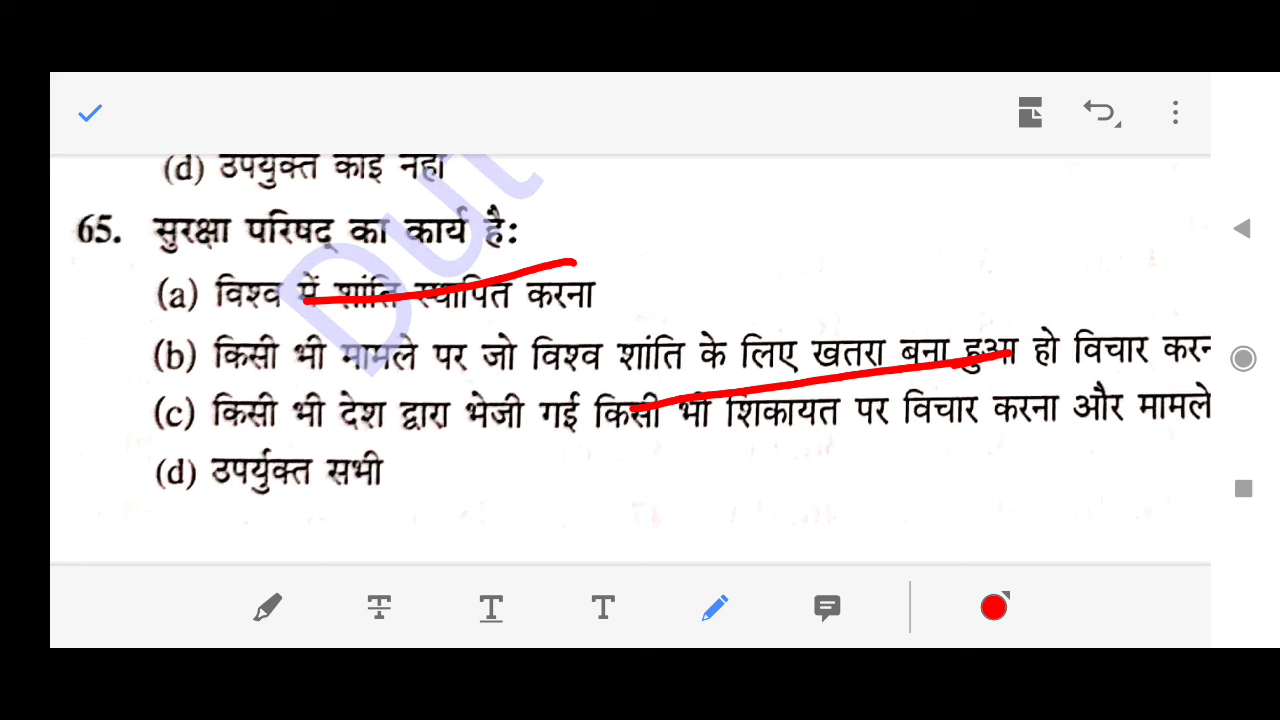 (d) उपर्युक्त कोई नहीं
65. सुरक्षा परिषद् का कार्य है:
(a) विश्व में शांति स्थापित करना
(b) किसी भी मामले पर जो विश्व शांति के लिए खतरा बना हुआ हो विचार करन
(c) किसी भी देश द्वारा भेजी गई किसी भी शिकायत पर विचार करना और मामले
(d) उपर्युक्त सभी